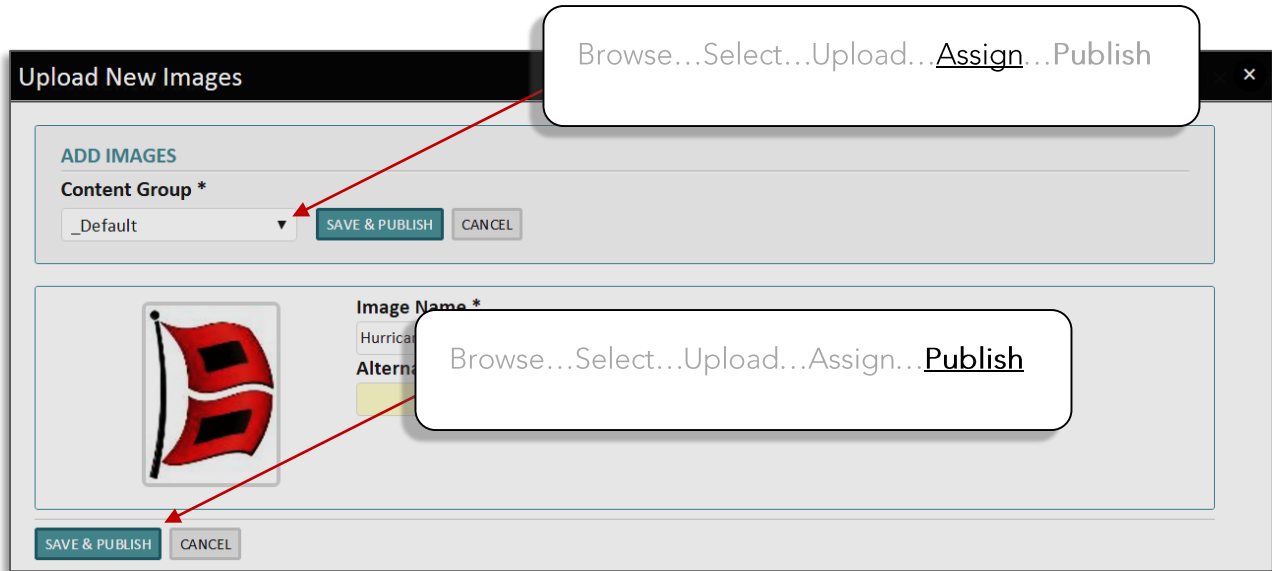 Browse...Select...Upload...Assign...Publish
Upload New Images
ADD IMAGES
Content Group *
_Default
SAVE & PUBLISH
CANCEL
Image Name *
Browse...Select...Upload...Assign...Publish
SAVE & PUBLISH
CANCEL